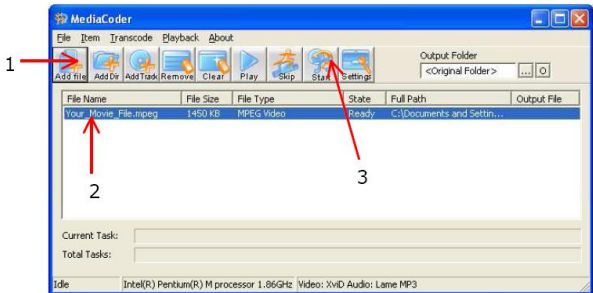 MediaCoder
File Item Transcode Playback About
1
Add file Add Dir Add Track Remove Clear Play Skip Start Settings
Output Folder
<Original Folder> ... O
File Name File Size File Type State Full Path Output File
Your_Movie_File.mpeg 1450 KB MPEG Video Ready C:\Documents and Settin...
2
3
Current Task:
Total Tasks:
Idle Intel(R) Pentium(R) M processor 1.86GHz Video: XviD Audio: Lame MP3